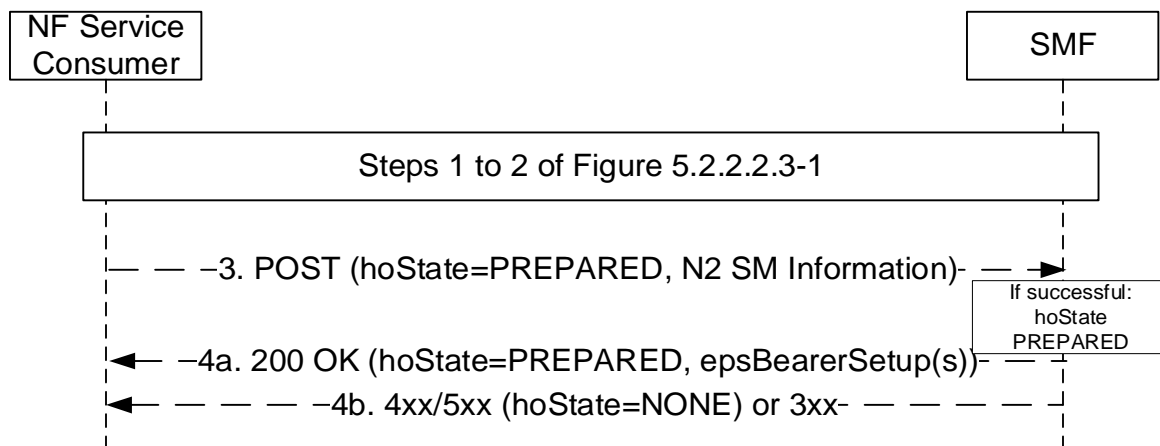 NF Service
Consumer
SMF
Steps 1 to 2 of Figure 5.2.2.2.3-1
3. POST (hoState=PREPARED, N2 SM Information)
If successful:
hoState
PREPARED
4a. 200 OK (hoState=PREPARED, epsBearerSetup(s))
4b. 4xx/5xx (hoState=NONE) or 3xx